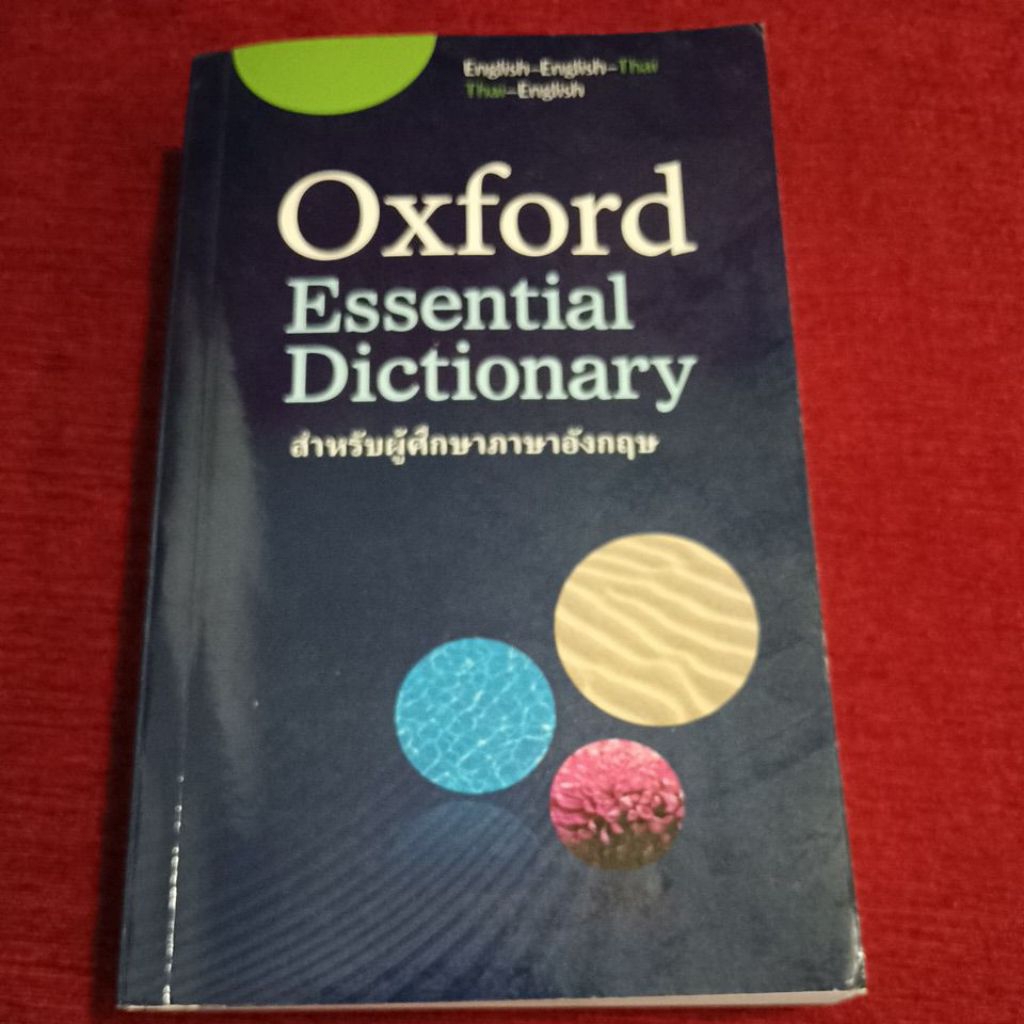 English-English-Thai
Thai-English
Oxford
Essential
Dictionary
สำหรับผู้ศึกษาภาษาอังกฤษ